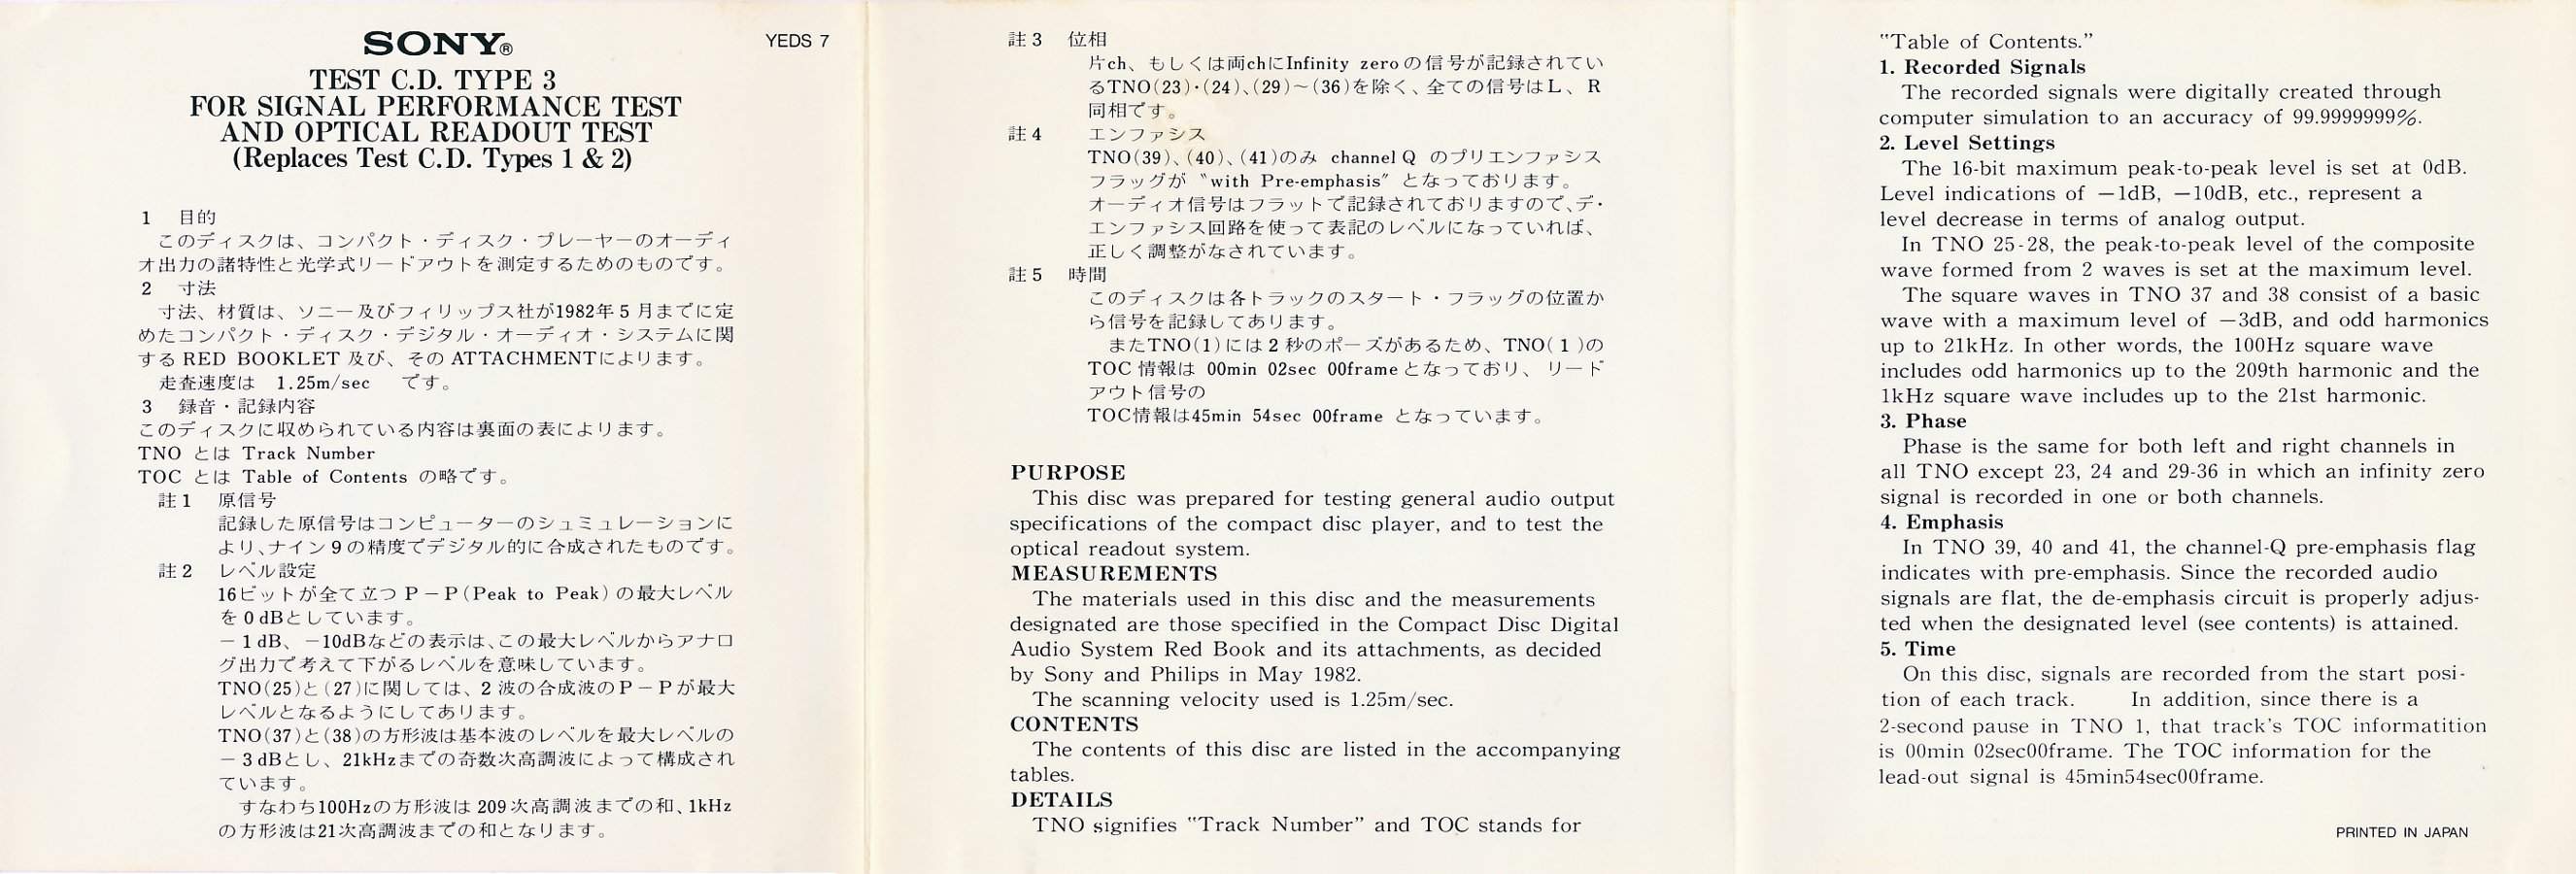 SONY®
YEDS 7
TEST C.D. TYPE 3
FOR SIGNAL PERFORMANCE TEST
AND OPTICAL READOUT TEST
(Replaces Test C.D. Types 1 & 2)
1 目的
このディスクは、コンパクト・ディスク・プレーヤーのオーディ
オ出力の諸特性と光学式リードアウトを測定するためのものです。
2 寸法
寸法、材質は、ソニー及びフィリップス社が1982年5月までに定
めたコンパクト・ディスク・デジタル・オーディオ・システムに関
する RED BOOKLET 及び、その ATTACHMENTによります。
走査速度は 1.25m/sec です。
3 録音・記録内容
このディスクに収められている内容は裏面の表によります。
TNO とは Track Number
TOC とは Table of Contents の略です。
註1 原信号
記録した原信号はコンピューターのシュミュレーションに
より、ナイン9の精度でデジタル的に合成されたものです。
註2 レベル設定
16ビットが全て立つ P－P(Peak to Peak) の最大レベル
を0dBとしています。
－1dB、－10dBなどの表示は、この最大レベルからアナロ
グ出力で考えて下がるレベルを意味しています。
TNO(25)と(27)に関しては、2波の合成波のP－Pが最大
レベルとなるようにしてあります。
TNO(37)と(38)の方形波は基本波のレベルを最大レベルの
－3dBとし、21kHzまでの奇数次高調波によって構成され
ています。
すなわち100Hzの方形波は209次高調波までの和、1kHz
の方形波は21次高調波までの和となります。
註3 位相
片ch、もしくは両chにInfinity zeroの信号が記録されてい
るTNO(23)・(24)、(29)～(36)を除く、全ての信号はL、R
同相です。
註4 エンファシス
TNO(39)、(40)、(41)のみ channel Q のプリエンファシス
フラッグが "with Pre-emphasis" となっております。
オーディオ信号はフラットで記録されておりますので、デ・
エンファシス回路を使って表記のレベルになっていれば、
正しく調整がなされています。
註5 時間
このディスクは各トラックのスタート・フラッグの位置か
ら信号を記録してあります。
またTNO(1)には2秒のポーズがあるため、TNO(1)の
TOC 情報は 00min 02sec 00frame となっており、リード
アウト信号の
TOC情報は45min 54sec 00frame となっています。
PURPOSE
This disc was prepared for testing general audio output
specifications of the compact disc player, and to test the
optical readout system.
MEASUREMENTS
The materials used in this disc and the measurements
designated are those specified in the Compact Disc Digital
Audio System Red Book and its attachments, as decided
by Sony and Philips in May 1982.
The scanning velocity used is 1.25m/sec.
CONTENTS
The contents of this disc are listed in the accompanying
tables.
DETAILS
TNO signifies "Track Number" and TOC stands for
"Table of Contents."
1. Recorded Signals
The recorded signals were digitally created through
computer simulation to an accuracy of 99.9999999%.
2. Level Settings
The 16-bit maximum peak-to-peak level is set at 0dB.
Level indications of －1dB, －10dB, etc., represent a
level decrease in terms of analog output.
In TNO 25-28, the peak-to-peak level of the composite
wave formed from 2 waves is set at the maximum level.
The square waves in TNO 37 and 38 consist of a basic
wave with a maximum level of －3dB, and odd harmonics
up to 21kHz. In other words, the 100Hz square wave
includes odd harmonics up to the 209th harmonic and the
1kHz square wave includes up to the 21st harmonic.
3. Phase
Phase is the same for both left and right channels in
all TNO except 23, 24 and 29-36 in which an infinity zero
signal is recorded in one or both channels.
4. Emphasis
In TNO 39, 40 and 41, the channel-Q pre-emphasis flag
indicates with pre-emphasis. Since the recorded audio
signals are flat, the de-emphasis circuit is properly adjus-
ted when the designated level (see contents) is attained.
5. Time
On this disc, signals are recorded from the start posi-
tion of each track. In addition, since there is a
2-second pause in TNO 1, that track's TOC informatition
is 00min 02sec00frame. The TOC information for the
lead-out signal is 45min54sec00frame.
PRINTED IN JAPAN